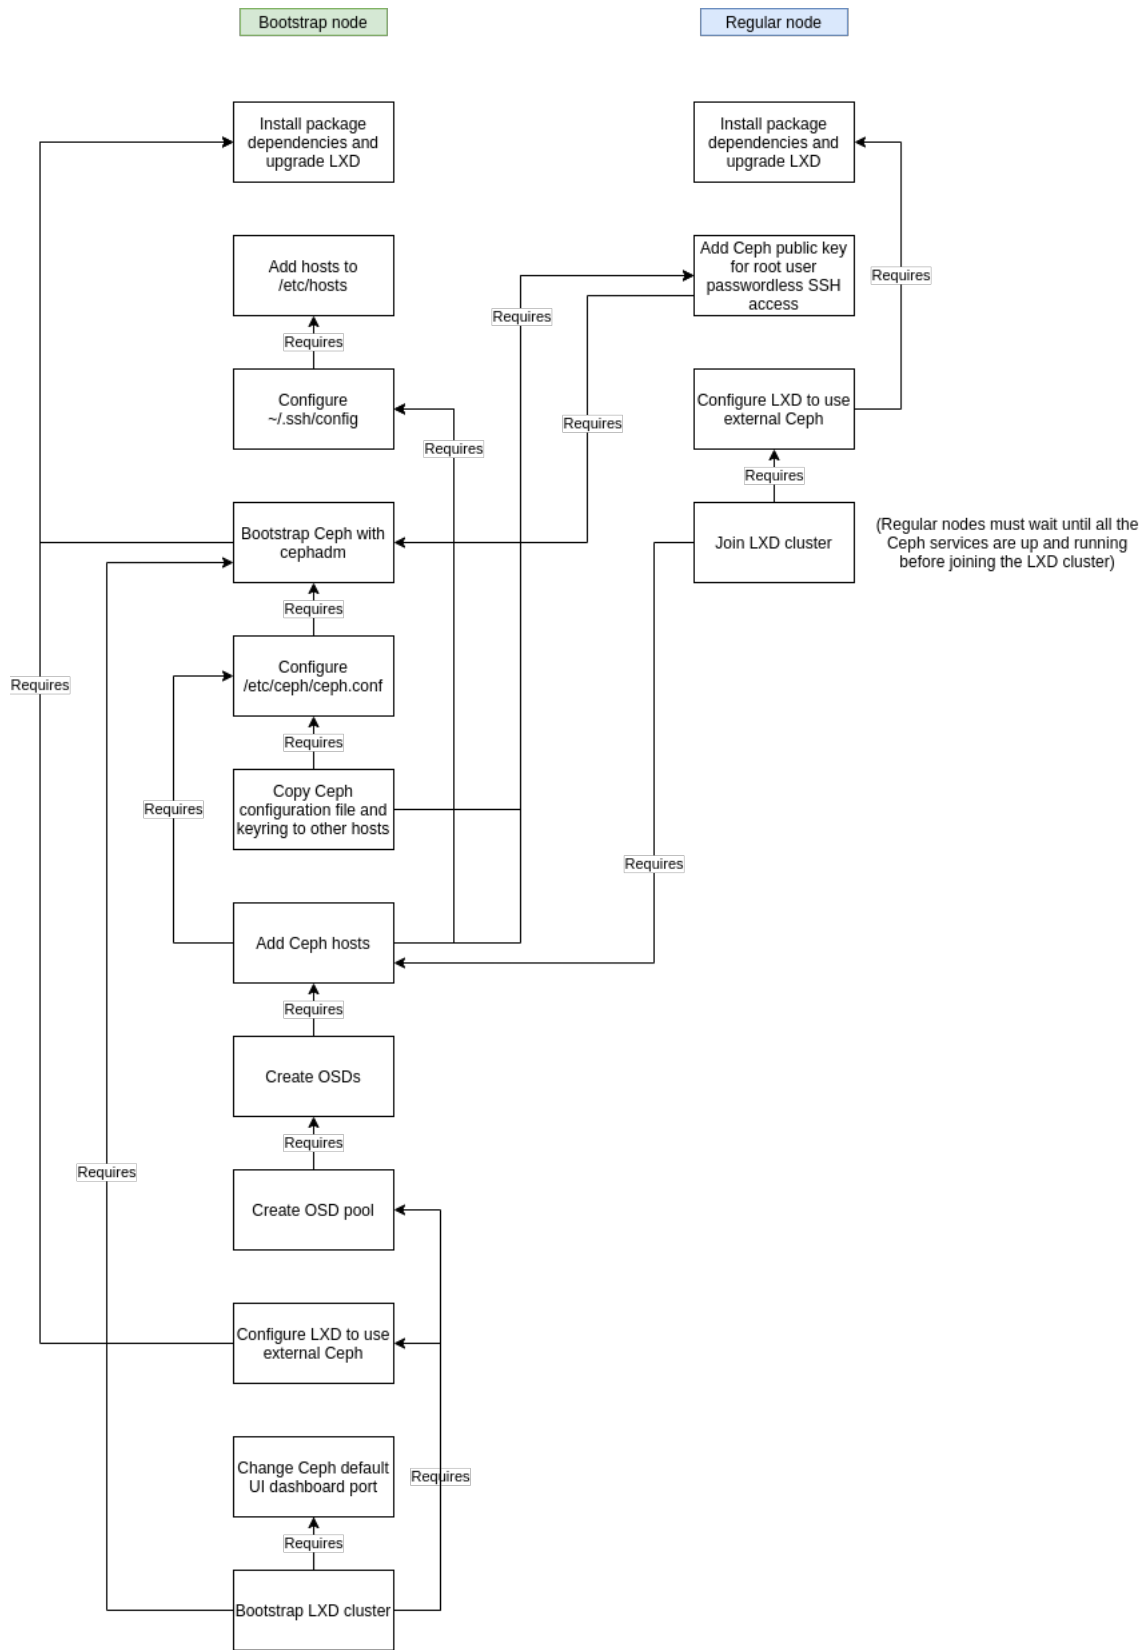 Bootstrap node
Regular node
Install package
dependencies and
upgrade LXD
Install package
dependencies and
upgrade LXD
Add hosts to
/etc/hosts
Add Ceph public key
for root user
passwordless SSH
access
Requires
Requires
Requires
Configure
~/.ssh/config
Configure LXD to use
external Ceph
Requires
Requires
Requires
Bootstrap Ceph with
cephadm
Join LXD cluster
(Regular nodes must wait until all the
Ceph services are up and running
before joining the LXD cluster)
Requires
Configure
/etc/ceph/ceph.conf
Requires
Requires
Copy Ceph
configuration file and
keyring to other hosts
Requires
Requires
Add Ceph hosts
Requires
Create OSDs
Requires
Requires
Create OSD pool
Configure LXD to use
external Ceph
Change Ceph default
UI dashboard port
Requires
Requires
Bootstrap LXD cluster